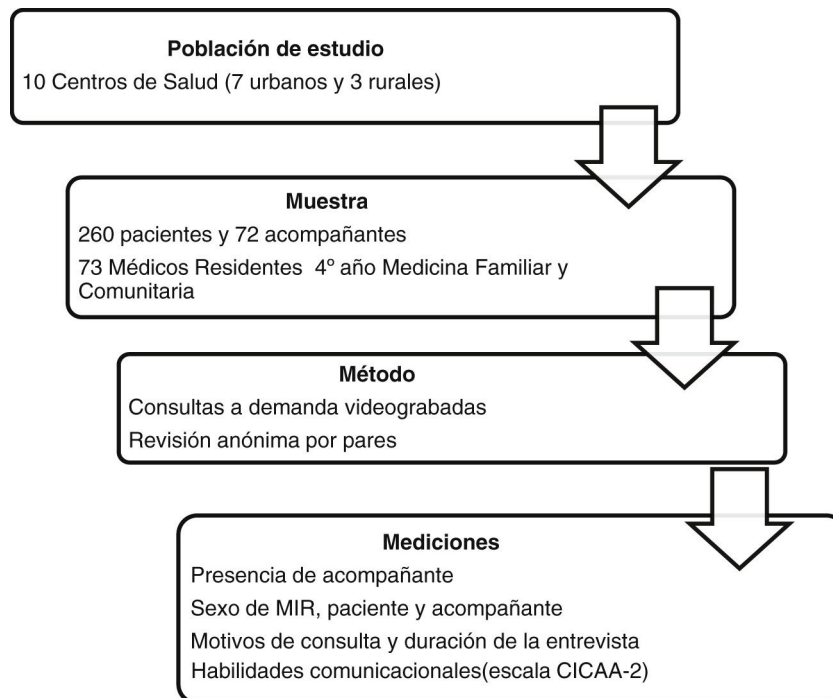 Población de estudio
10 Centros de Salud (7 urbanos y 3 rurales)
Muestra
260 pacientes y 72 acompañantes
73 Médicos Residentes 4º año Medicina Familiar y
Comunitaria
Método
Consultas a demanda videograbadas
Revisión anónima por pares
Mediciones
Presencia de acompañante
Sexo de MIR, paciente y acompañante
Motivos de consulta y duración de la entrevista
Habilidades comunicacionales(escala CICAA-2)